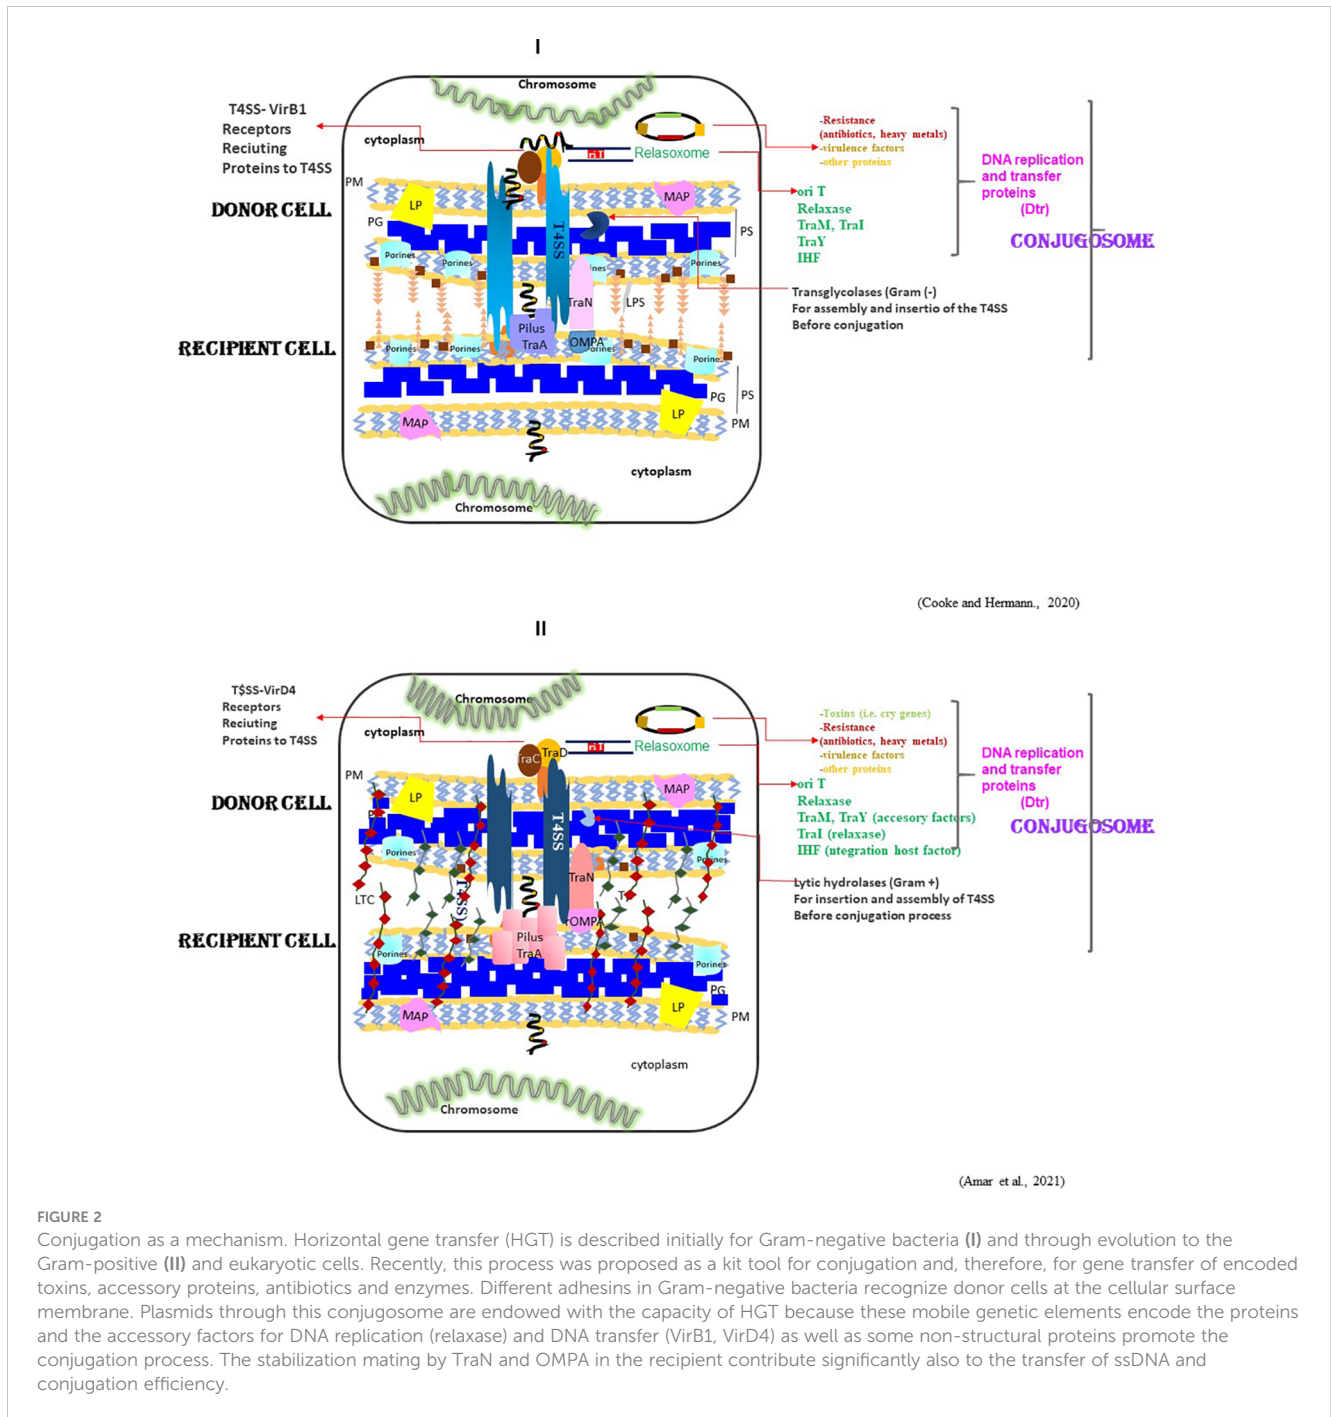 I
Chromosome
T4SS- VirB1
Receptors
Reciuting
Proteins to T4SS
cytoplasm
ori T
Relasoxome
-Resistance
(antibiotics, heavy metals)
-virulence factors
-other proteins
DNA replication
and transfer
proteins
(Dtr)
CONJUGOSOME
PM
DONOR CELL
LP
MAP
PG
PS
T4SS
ori T
Relaxase
TraM, TraI
TraY
IHF
Porines
Porines
ines
Porines
Transglycolases (Gram (-)
For assembly and insertio of the T4SS
Before conjugation
TraN
LPS
Pilus
TraA
OMPA
RECIPIENT CELL
Porines
Porines
Porines
Porine
PG
PS
LP
MAP
PM
cytoplasm
Chromosome
(Cooke and Hermann., 2020)
II
Chromosome
T$SS-VirD4
Receptors
Reciuting
Proteins to T4SS
cytoplasm
TraC
TraD
ri T
Relasoxome
-Toxins (i.e. cry genes)
-Resistance
(antibiotics, heavy metals)
-virulence factors
-other proteins
DNA replication
and transfer
proteins
(Dtr)
CONJUGOSOME
PM
DONOR CELL
LP
MAP
P
T4SS
ori T
Relaxase
TraM, TraY (accesory factors)
TraI (relaxase)
IHF (ntegration host factor)
Porines
Porines
TraN
LTC
T4SS)
T
Lytic hydrolases (Gram +)
For insertion and assembly of T4SS
Before conjugation process
OMPA
Pilus
TraA
RECIPIENT CELL
Porines
Porines
PG
LP
MAP
PM
cytoplasm
Chromosome
(Amar et al., 2021)
FIGURE 2
Conjugation as a mechanism. Horizontal gene transfer (HGT) is described initially for Gram-negative bacteria (I) and through evolution to the
Gram-positive (II) and eukaryotic cells. Recently, this process was proposed as a kit tool for conjugation and, therefore, for gene transfer of encoded
toxins, accessory proteins, antibiotics and enzymes. Different adhesins in Gram-negative bacteria recognize donor cells at the cellular surface
membrane. Plasmids through this conjugosome are endowed with the capacity of HGT because these mobile genetic elements encode the proteins
and the accessory factors for DNA replication (relaxase) and DNA transfer (VirB1, VirD4) as well as some non-structural proteins promote the
conjugation process. The stabilization mating by TraN and OMPA in the recipient contribute significantly also to the transfer of ssDNA and
conjugation efficiency.